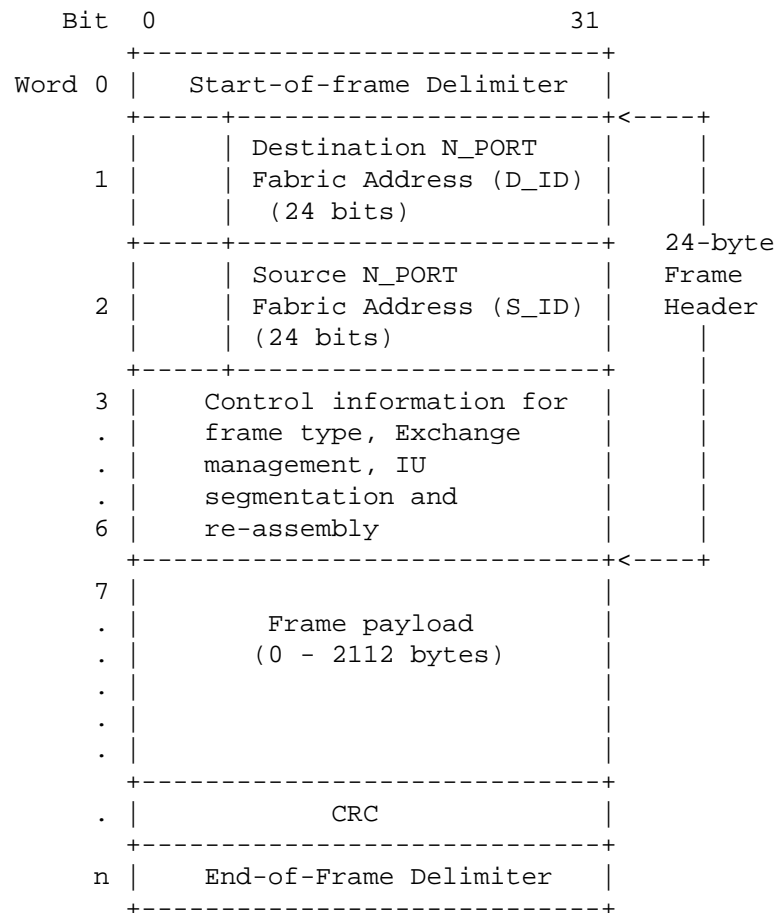 Bit  0                          31
        +-----------------------------+
Word 0  |   Start-of-frame Delimiter  |
        +-----+-----------------------+<----+
        |     | Destination N_PORT    |     |
     1  |     | Fabric Address (D_ID) |     |
        |     |  (24 bits)            |     |
        +-----+-----------------------+  24-byte
        |     | Source N_PORT         |  Frame
     2  |     | Fabric Address (S_ID) |  Header
        |     | (24 bits)             |     |
        +-----+-----------------------+     |
     3  |    Control information for  |     |
     .  |    frame type, Exchange     |     |
     .  |    management, IU           |     |
     .  |    segmentation and         |     |
     6  |    re-assembly              |     |
        +-----------------------------+<----+
     7  |                             |
     .  |        Frame payload        |
     .  |       (0 - 2112 bytes)      |
     .  |                             |
     .  |                             |
     .  |                             |
        +-----------------------------+
     .  |            CRC              |
        +-----------------------------+
     n  |    End-of-Frame Delimiter   |
        +-----------------------------+